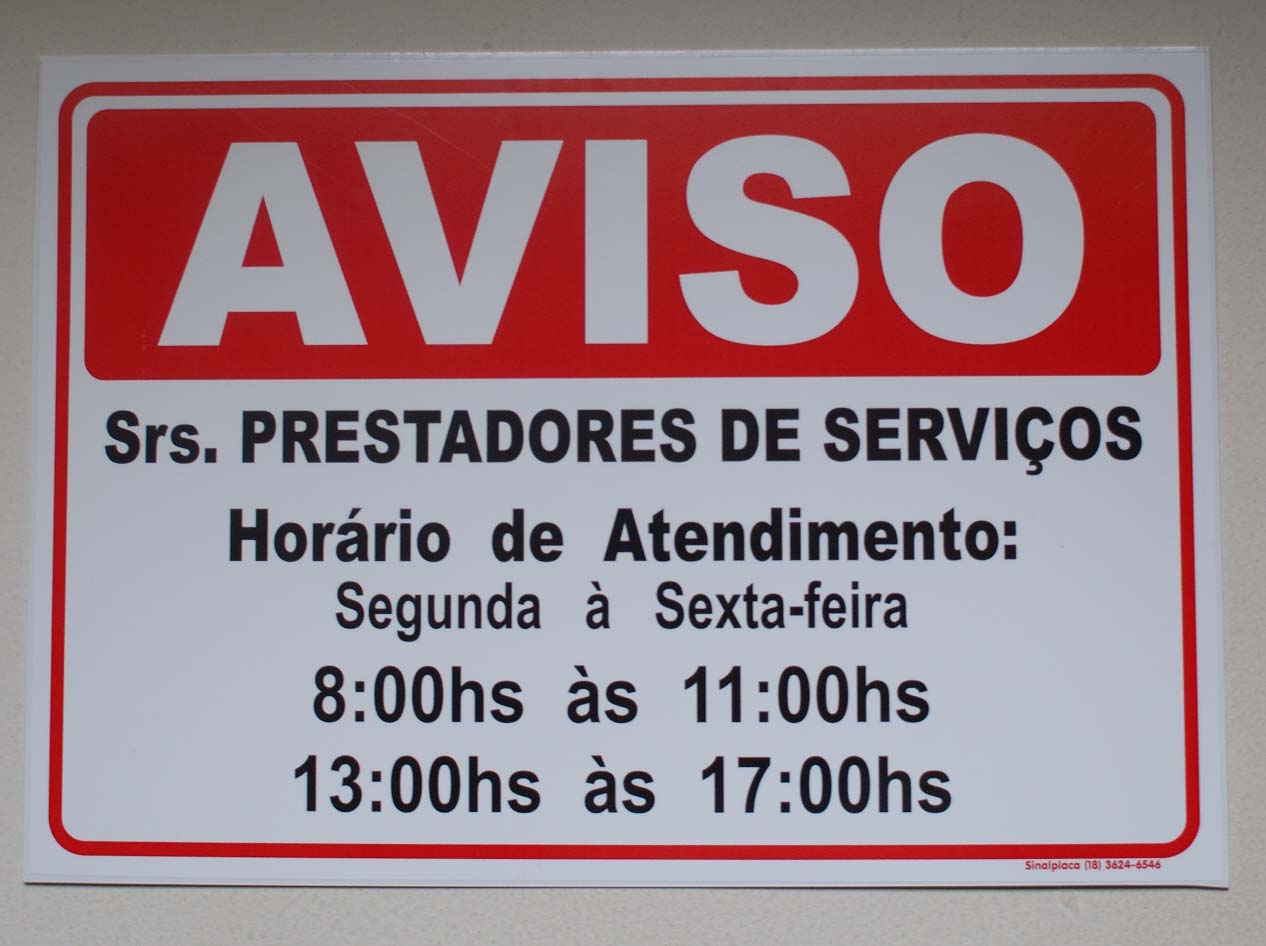 AVISO
Srs. PRESTADORES DE SERVIÇOS
Horário de Atendimento:
Segunda à Sexta-feira
8:00hs às 11:00hs
13:00hs às 17:00hs
Sinalplaca (18) 3624-6546